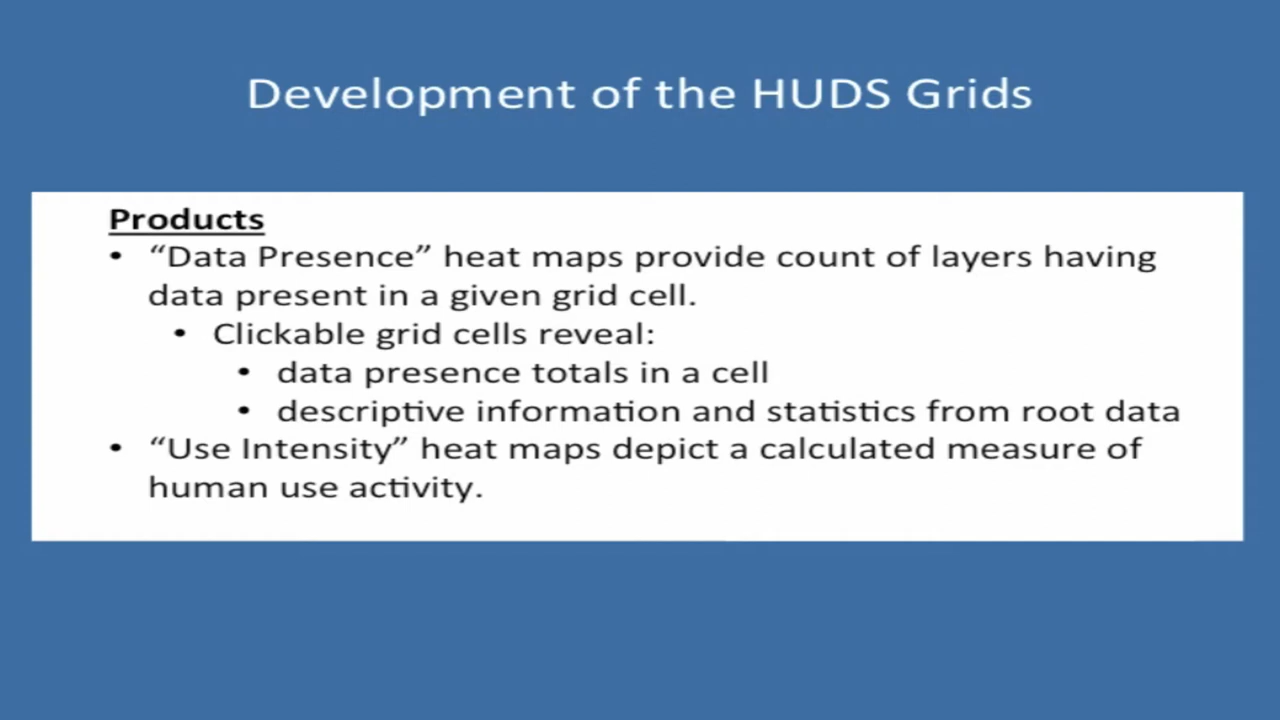 Development of the HUDS Grids
Products
• “Data Presence” heat maps provide count of layers having
data present in a given grid cell.
• Clickable grid cells reveal:
• data presence totals in a cell
• descriptive information and statistics from root data
• “Use Intensity” heat maps depict a calculated measure of
human use activity.